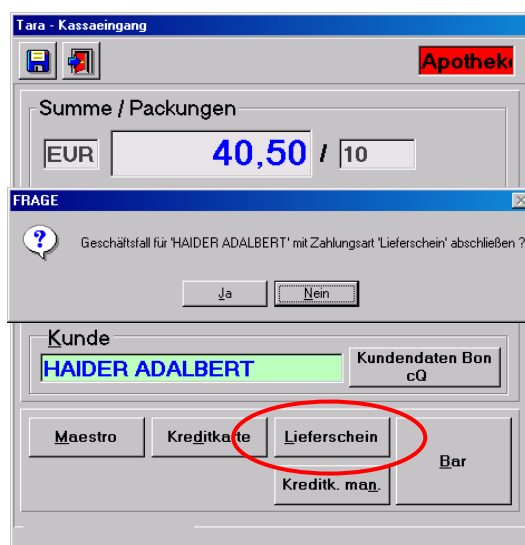 Tara - Kassaeingang
Apothek
Summe / Packungen
EUR 40,50 / 10
FRAGE
Geschäftsfall für 'HAIDER ADALBERT' mit Zahlungsart 'Lieferschein' abschließen ?
Ja Nein
Kunde
HAIDER ADALBERT
Kundendaten Bon
cQ
Maestro Kreditkarte Lieferschein
Bar
Kreditk. man.